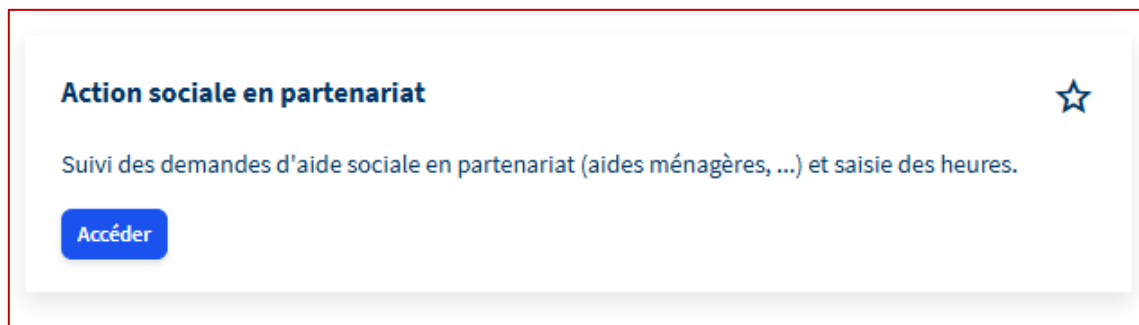 Action sociale en partenariat
Suivi des demandes d'aide sociale en partenariat (aides ménagères, ...) et saisie des heures.
Accéder